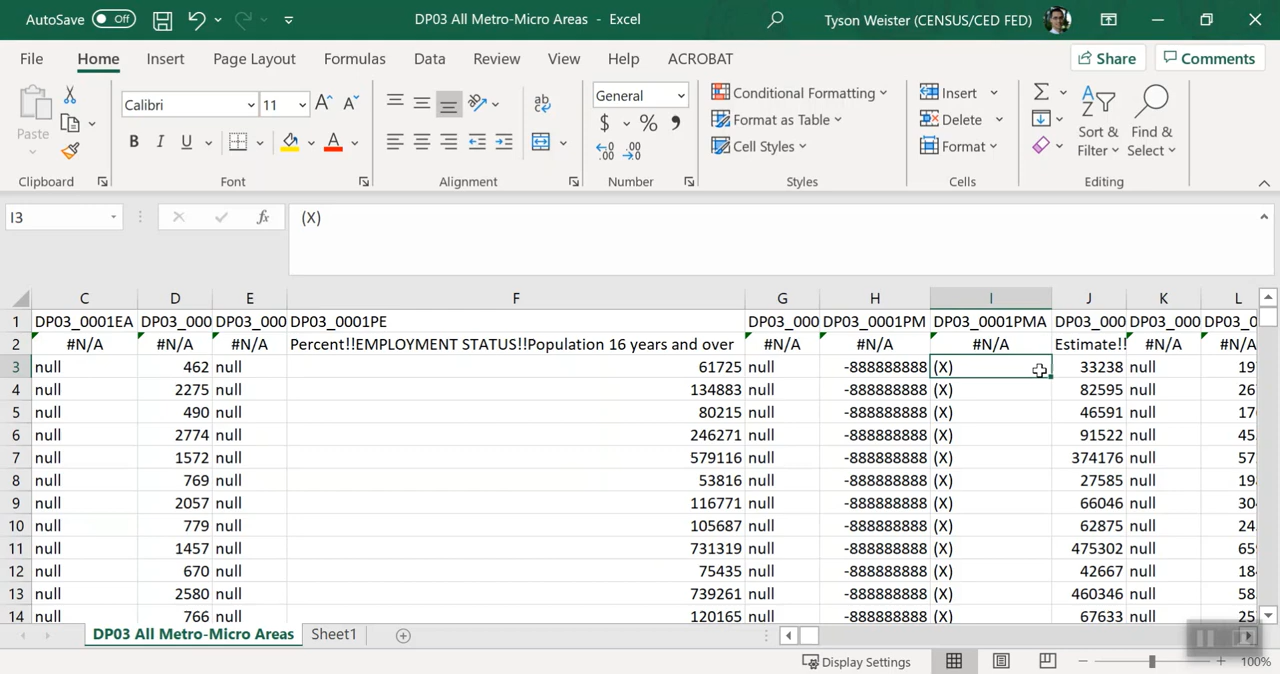 AutoSave Off DP03 All Metro-Micro Areas - Excel Tyson Weister (CENSUS/CED FED)
File Home Insert Page Layout Formulas Data Review View Help ACROBAT Share Comments
Paste Calibri 11 General Conditional Formatting Format as Table Cell Styles Insert Delete Format Sort & Filter Find & Select
Clipboard Font Alignment Number Styles Cells Editing
I3 fx (X)
C D E F G H I J K L
1 DP03_0001EA DP03_000 DP03_000 DP03_0001PE DP03_000 DP03_0001PM DP03_0001PMA DP03_000 DP03_000 DP03_0
2 #N/A #N/A #N/A Percent!!EMPLOYMENT STATUS!!Population 16 years and over #N/A #N/A #N/A Estimate!! #N/A #N/A
3 null 462 null 61725 null -888888888 (X) 33238 null 19
4 null 2275 null 134883 null -888888888 (X) 82595 null 26
5 null 490 null 80215 null -888888888 (X) 46591 null 17
6 null 2774 null 246271 null -888888888 (X) 91522 null 45
7 null 1572 null 579116 null -888888888 (X) 374176 null 57
8 null 769 null 53816 null -888888888 (X) 27585 null 19
9 null 2057 null 116771 null -888888888 (X) 66046 null 30
10 null 779 null 105687 null -888888888 (X) 62875 null 24
11 null 1457 null 731319 null -888888888 (X) 475302 null 65
12 null 670 null 75435 null -888888888 (X) 42667 null 18
13 null 2580 null 739261 null -888888888 (X) 460346 null 58
14 null 766 null 120165 null -888888888 (X) 67633 null 25
DP03 All Metro-Micro Areas Sheet1
Display Settings 100%